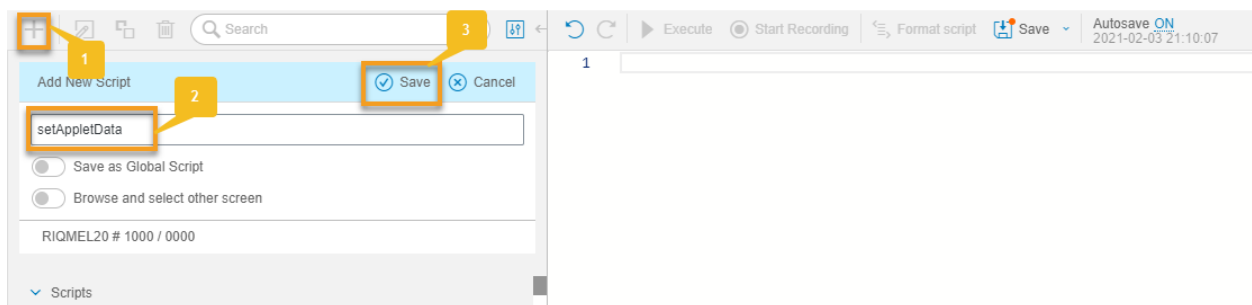 Search
3
Execute
Start Recording
Format script
Save
Autosave ON
2021-02-03 21:10:07
1
Add New Script
Save
Cancel
2
1
setAppletData
Save as Global Script
Browse and select other screen
RIQMEL20 # 1000 / 0000
Scripts